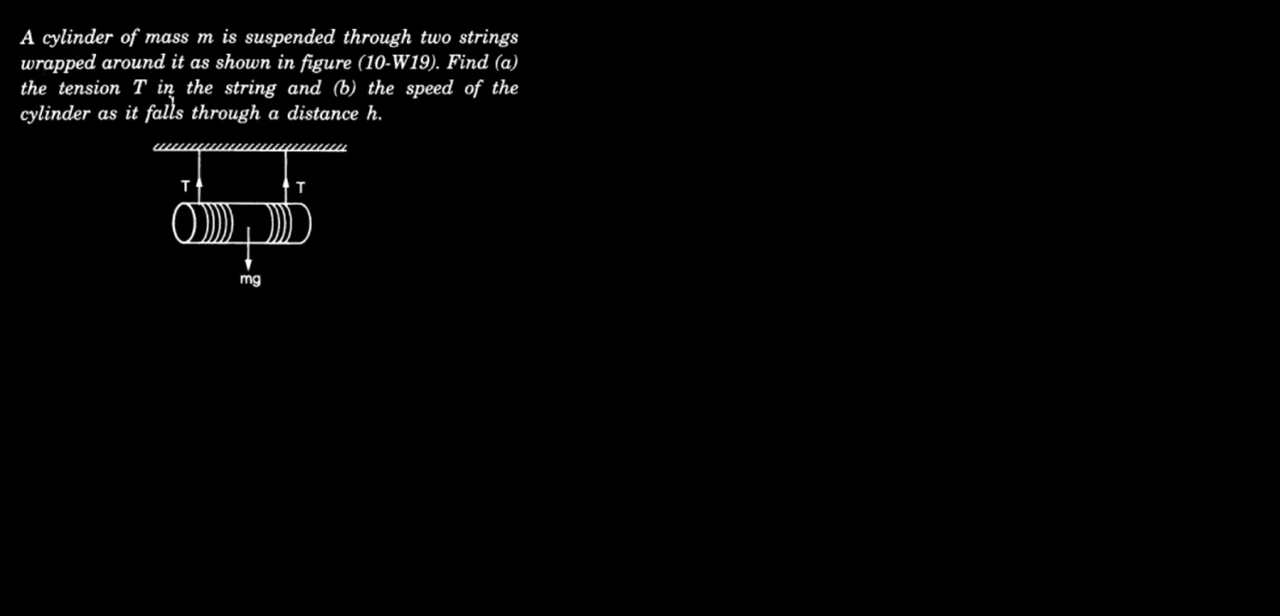 A cylinder of mass m is suspended through two strings
wrapped around it as shown in figure (10-W19). Find (a)
the tension T in the string and (b) the speed of the
cylinder as it falls through a distance h.
T T
mg